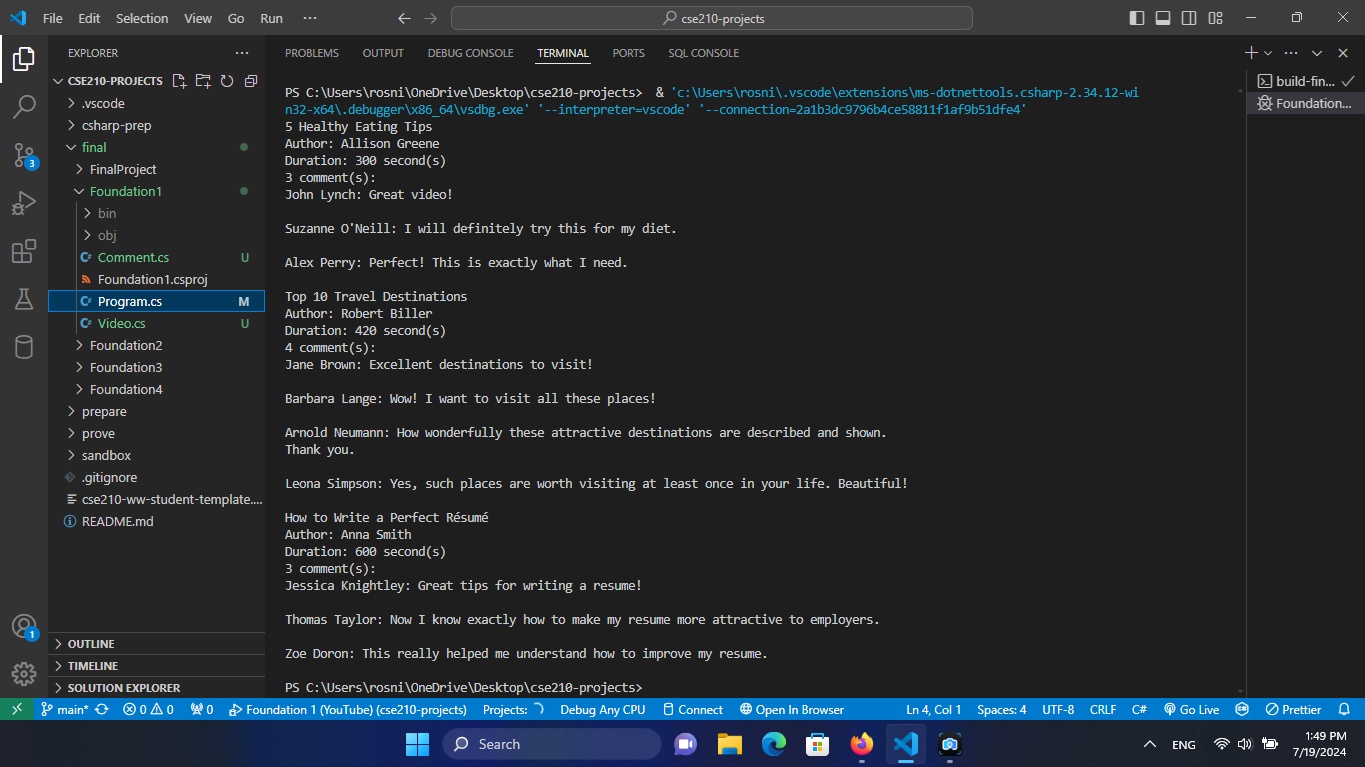 File Edit Selection View Go Run ··· cse210-projects
EXPLORER ···
CSE210-PROJECTS
.vscode
csharp-prep
final
FinalProject
Foundation1
bin
obj
Comment.cs U
Foundation1.csproj
Program.cs M
Video.cs U
Foundation2
Foundation3
Foundation4
prepare
prove
sandbox
.gitignore
cse210-ww-student-template....
README.md
OUTLINE
TIMELINE
SOLUTION EXPLORER
3
1
PROBLEMS OUTPUT DEBUG CONSOLE TERMINAL PORTS SQL CONSOLE
PS C:\Users\rosni\OneDrive\Desktop\cse210-projects>  & 'c:\Users\rosni\.vscode\extensions\ms-dotnettools.csharp-2.34.12-wi
n32-x64\.debugger\x86_64\vsdbg.exe' '--interpreter=vscode' '--connection=2a1b3dc9796b4ce58811f1af9b51dfe4'
5 Healthy Eating Tips
Author: Allison Greene
Duration: 300 second(s)
3 comment(s):
John Lynch: Great video!
Suzanne O'Neill: I will definitely try this for my diet.
Alex Perry: Perfect! This is exactly what I need.
Top 10 Travel Destinations
Author: Robert Biller
Duration: 420 second(s)
4 comment(s):
Jane Brown: Excellent destinations to visit!
Barbara Lange: Wow! I want to visit all these places!
Arnold Neumann: How wonderfully these attractive destinations are described and shown.
Thank you.
Leona Simpson: Yes, such places are worth visiting at least once in your life. Beautiful!
How to Write a Perfect Résumé
Author: Anna Smith
Duration: 600 second(s)
3 comment(s):
Jessica Knightley: Great tips for writing a resume!
Thomas Taylor: Now I know exactly how to make my resume more attractive to employers.
Zoe Doron: This really helped me understand how to improve my resume.
PS C:\Users\rosni\OneDrive\Desktop\cse210-projects>
build-fin...
Foundation...
main* 0 0 0 Foundation 1 (YouTube) (cse210-projects) Projects: Debug Any CPU Connect Open In Browser Ln 4, Col 1 Spaces: 4 UTF-8 CRLF C# Go Live Prettier
Search ENG 1:49 PM
7/19/2024